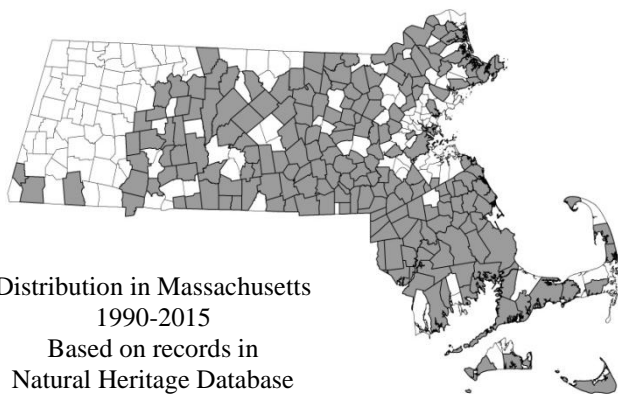 Distribution in Massachusetts
1990-2015
Based on records in
Natural Heritage Database